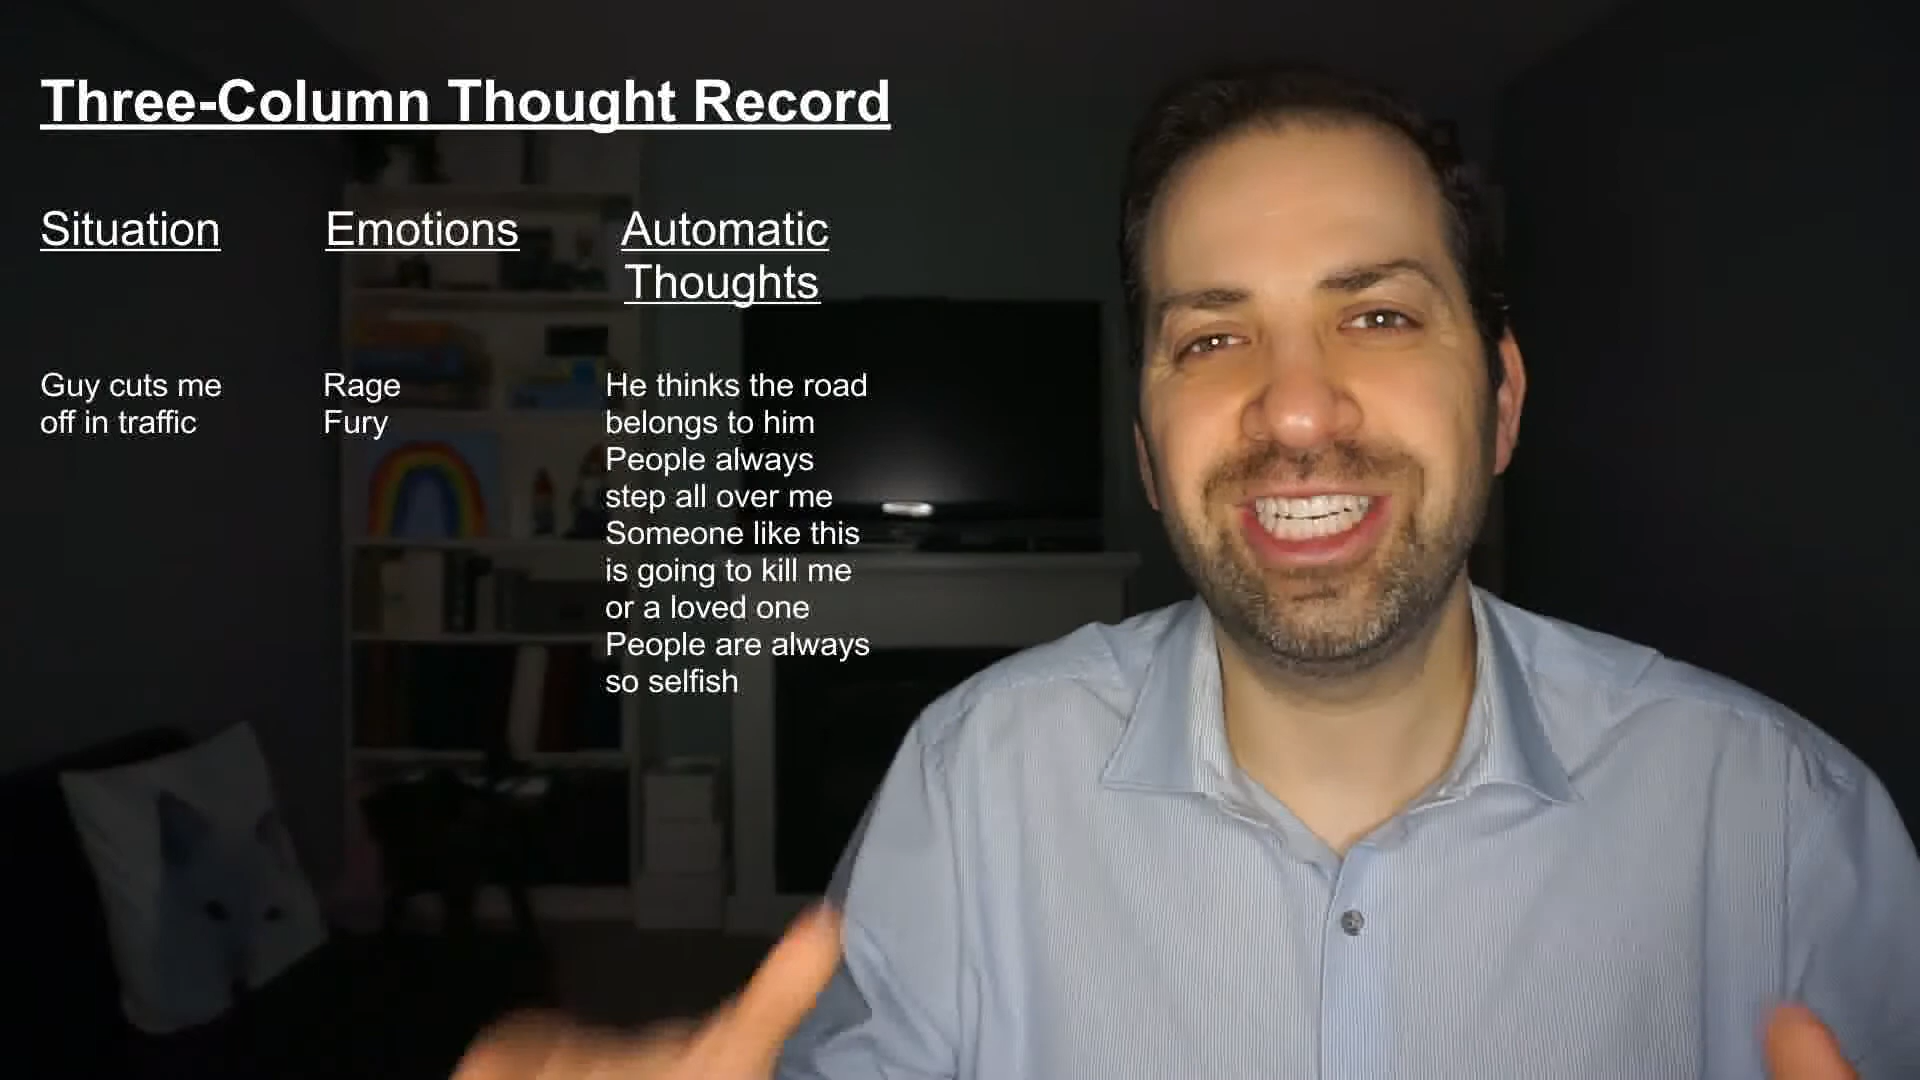 Three-Column Thought Record
Situation
Emotions
Automatic
Thoughts
Guy cuts me
off in traffic
Rage
Fury
He thinks the road
belongs to him
People always
step all over me
Someone like this
is going to kill me
or a loved one
People are always
so selfish